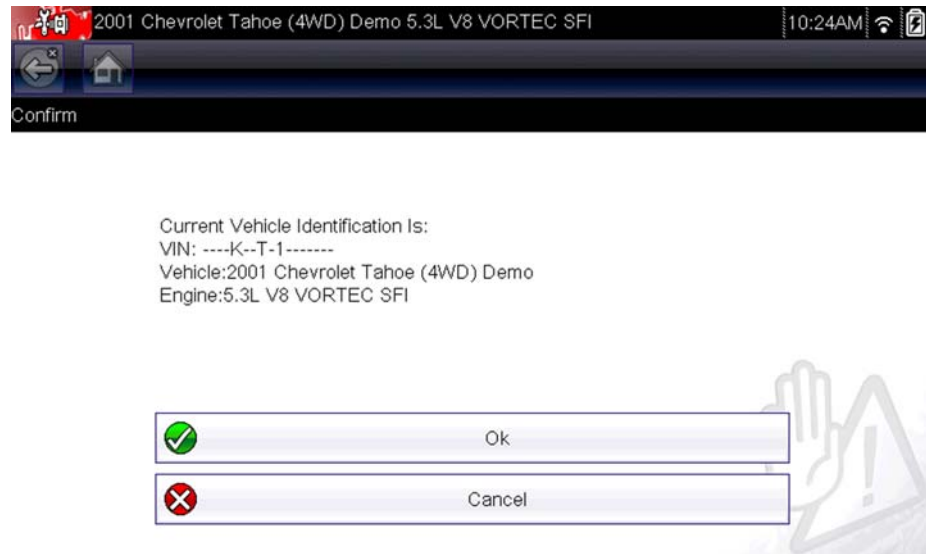 2001 Chevrolet Tahoe (4WD) Demo 5.3L V8 VORTEC SFI 10:24AM
Confirm
Current Vehicle Identification Is:
VIN: ----K--T-1-------
Vehicle:2001 Chevrolet Tahoe (4WD) Demo
Engine:5.3L V8 VORTEC SFI
Ok
Cancel